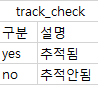 track_check
구분 설명
yes 추적됨
no 추적안됨